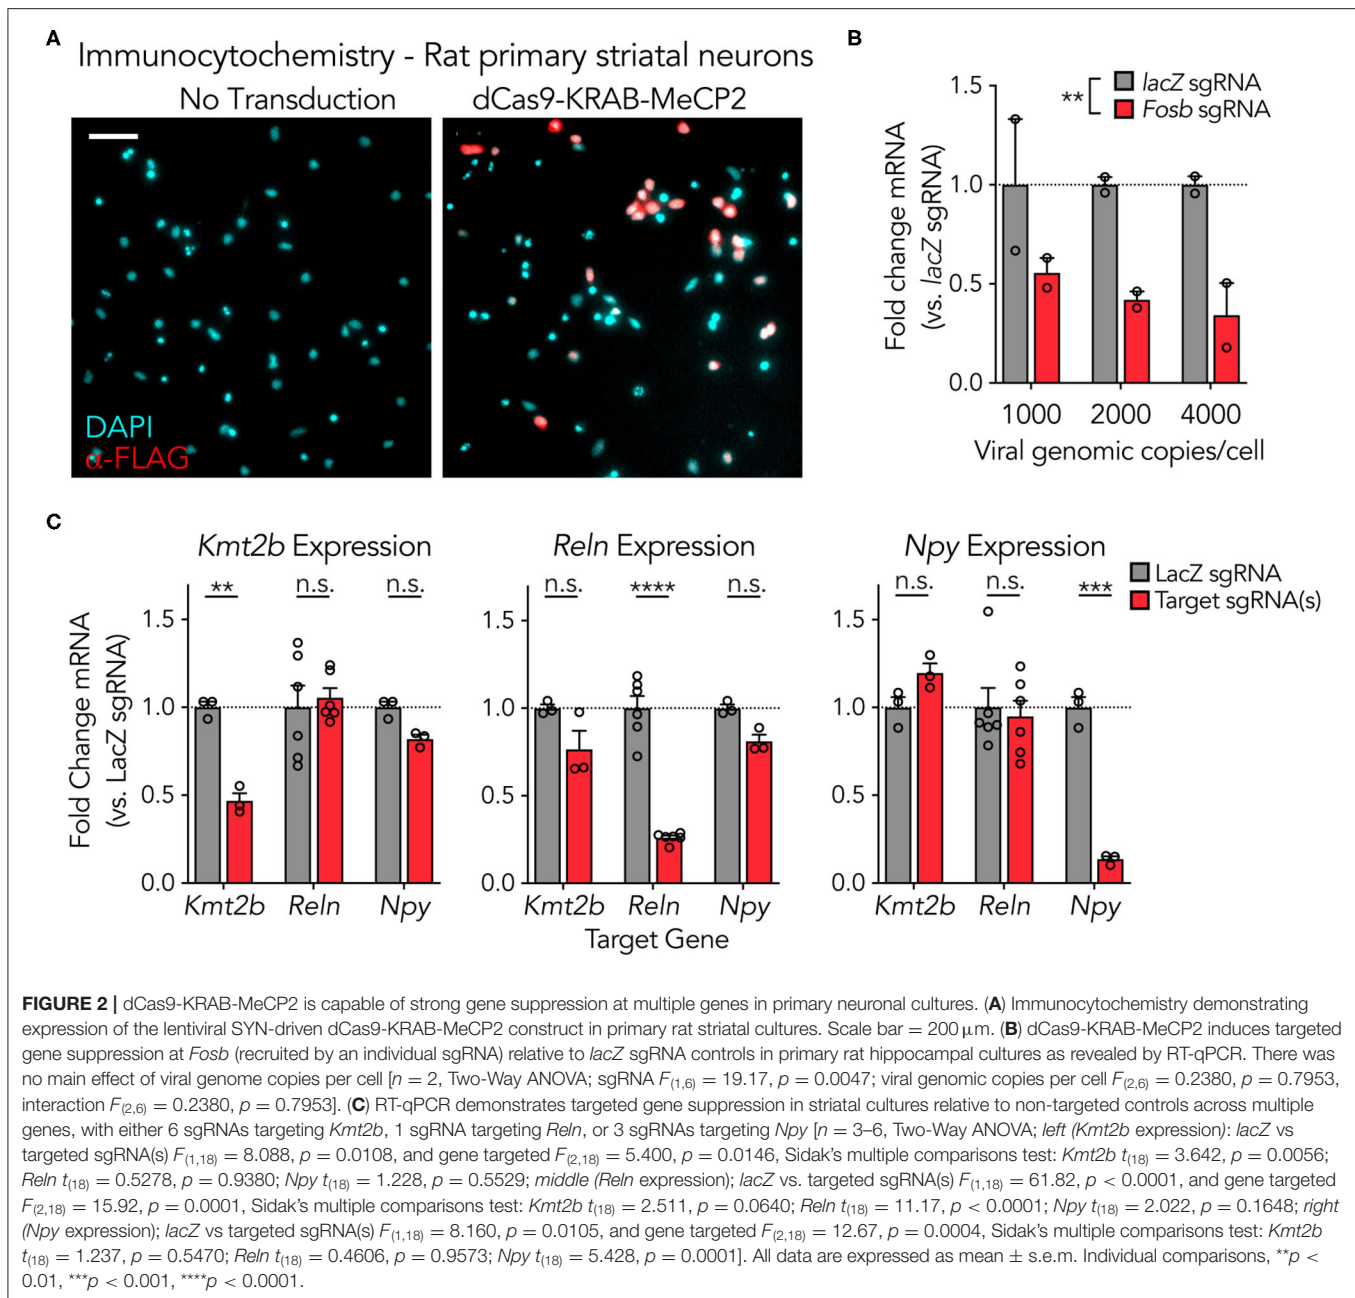 A
Immunocytochemistry - Rat primary striatal neurons
No Transduction
dCas9-KRAB-MeCP2
DAPI
α-FLAG
B
Fold change mRNA
(vs. lacZ sgRNA)
1.5
1.0
0.5
0.0
lacZ sgRNA
**
Fosb sgRNA
1000 2000 4000
Viral genomic copies/cell
C
Kmt2b Expression
Fold Change mRNA
(vs. LacZ sgRNA)
** n.s. n.s.
1.5
1.0
0.5
0.0
Kmt2b Reln Npy
Reln Expression
n.s. **** n.s.
1.5
1.0
0.5
0.0
Kmt2b Reln Npy
Target Gene
Npy Expression
n.s. n.s. ***
1.5
1.0
0.5
0.0
Kmt2b Reln Npy
LacZ sgRNA
Target sgRNA(s)
FIGURE 2 | dCas9-KRAB-MeCP2 is capable of strong gene suppression at multiple genes in primary neuronal cultures. (A) Immunocytochemistry demonstrating
expression of the lentiviral SYN-driven dCas9-KRAB-MeCP2 construct in primary rat striatal cultures. Scale bar = 200 μm. (B) dCas9-KRAB-MeCP2 induces targeted
gene suppression at Fosb (recruited by an individual sgRNA) relative to lacZ sgRNA controls in primary rat hippocampal cultures as revealed by RT-qPCR. There was
no main effect of viral genome copies per cell [n = 2, Two-Way ANOVA; sgRNA F(1,6) = 19.17, p = 0.0047; viral genomic copies per cell F(2,6) = 0.2380, p = 0.7953,
interaction F(2,6) = 0.2380, p = 0.7953]. (C) RT-qPCR demonstrates targeted gene suppression in striatal cultures relative to non-targeted controls across multiple
genes, with either 6 sgRNAs targeting Kmt2b, 1 sgRNA targeting Reln, or 3 sgRNAs targeting Npy [n = 3–6, Two-Way ANOVA; left (Kmt2b expression): lacZ vs
targeted sgRNA(s) F(1,18) = 8.088, p = 0.0108, and gene targeted F(2,18) = 5.400, p = 0.0146, Sidak's multiple comparisons test: Kmt2b t(18) = 3.642, p = 0.0056;
Reln t(18) = 0.5278, p = 0.9380; Npy t(18) = 1.228, p = 0.5529; middle (Reln expression); lacZ vs. targeted sgRNA(s) F(1,18) = 61.82, p < 0.0001, and gene targeted
F(2,18) = 15.92, p = 0.0001, Sidak's multiple comparisons test: Kmt2b t(18) = 2.511, p = 0.0640; Reln t(18) = 11.17, p < 0.0001; Npy t(18) = 2.022, p = 0.1648; right
(Npy expression); lacZ vs targeted sgRNA(s) F(1,18) = 8.160, p = 0.0105, and gene targeted F(2,18) = 12.67, p = 0.0004, Sidak's multiple comparisons test: Kmt2b
t(18) = 1.237, p = 0.5470; Reln t(18) = 0.4606, p = 0.9573; Npy t(18) = 5.428, p = 0.0001]. All data are expressed as mean ± s.e.m. Individual comparisons, **p <
0.01, ***p < 0.001, ****p < 0.0001.